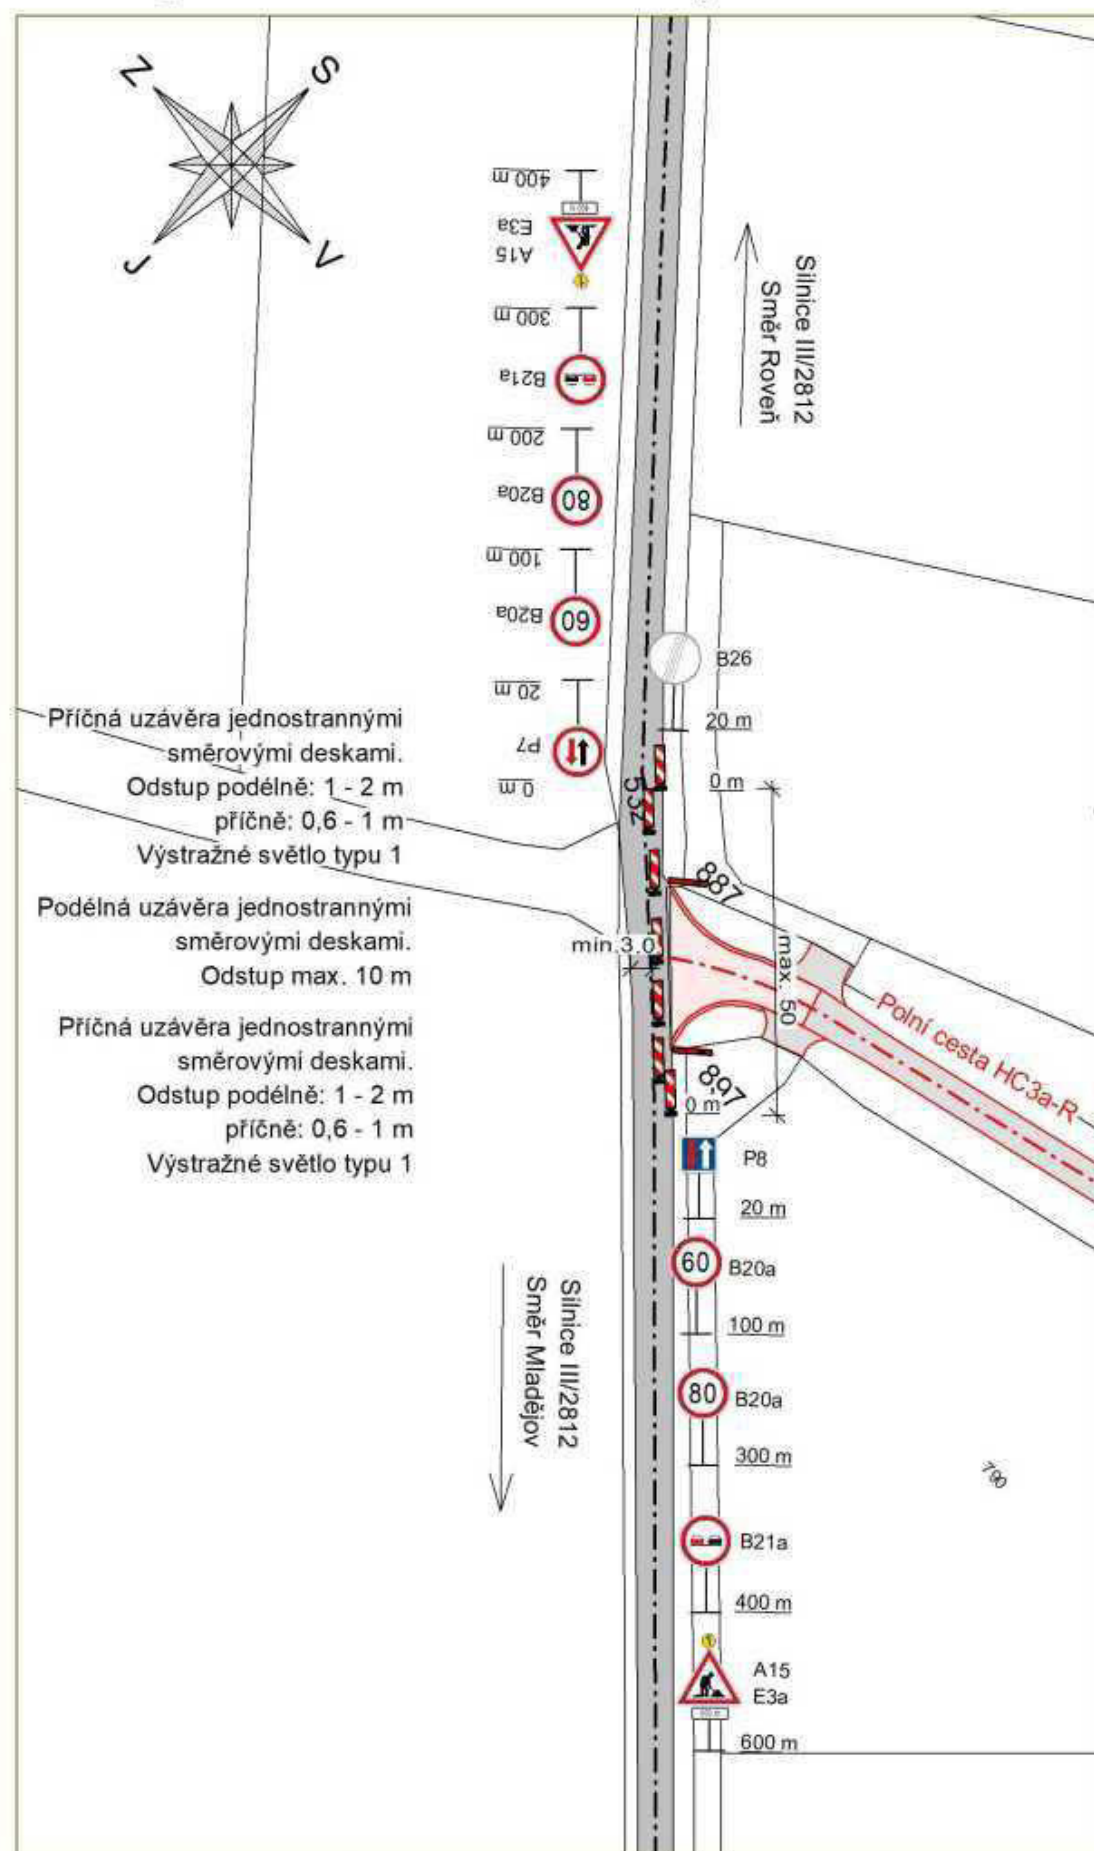 Z
S
J
V
400 m
E3a
A15
300 m
B21a
200 m
B20a
80
100 m
B20a
60
20 m
P7
0 m
Silnice III/2812
Směr Roveň
B26
20 m
0 m
532
887
min.3.0
max. 50
897
0 m
Polní cesta HC3a-R
Příčná uzávěra jednostrannými
směrovými deskami.
Odstup podélně: 1 - 2 m
příčně: 0,6 - 1 m
Výstražné světlo typu 1
Podélná uzávěra jednostrannými
směrovými deskami.
Odstup max. 10 m
Příčná uzávěra jednostrannými
směrovými deskami.
Odstup podélně: 1 - 2 m
příčně: 0,6 - 1 m
Výstražné světlo typu 1
P8
20 m
60
B20a
100 m
80
B20a
300 m
B21a
400 m
A15
E3a
600 m
Silnice III/2812
Směr Mladějov
790